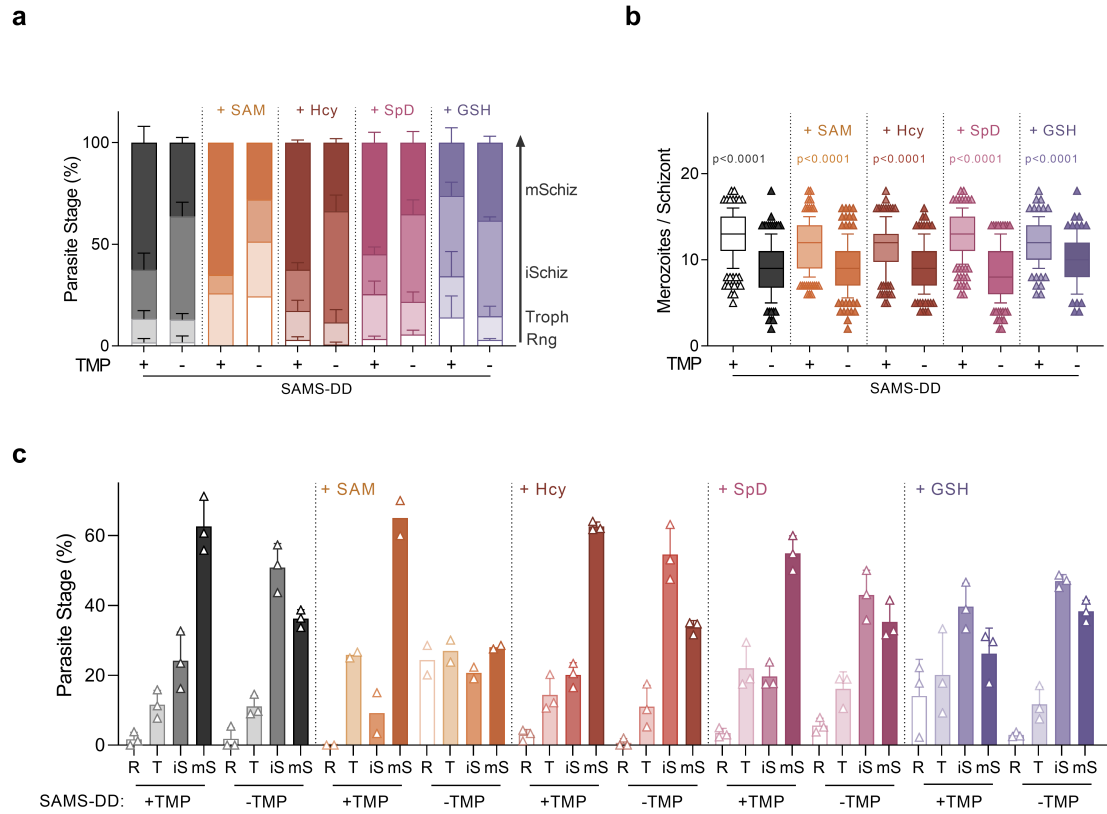 a
b
+ SAM
+ Hcy
+ SpD
+ GSH
100
50
0
Parasite Stage (%)
mSchiz
iSchiz
Troph
Rng
TMP
+ - + - + - + - + -
SAMS-DD
+ SAM
+ Hcy
+ SpD
+ GSH
p<0.0001
p<0.0001
p<0.0001
p<0.0001
p<0.0001
20
10
0
Merozoites / Schizont
TMP
+ - + - + - + - + -
SAMS-DD
c
+ SAM
+ Hcy
+ SpD
+ GSH
60
40
20
0
Parasite Stage (%)
R T iS mS R T iS mS R T iS mS R T iS mS R T iS mS R T iS mS R T iS mS R T iS mS R T iS mS R T iS mS
SAMS-DD: +TMP -TMP +TMP -TMP +TMP -TMP +TMP -TMP +TMP -TMP